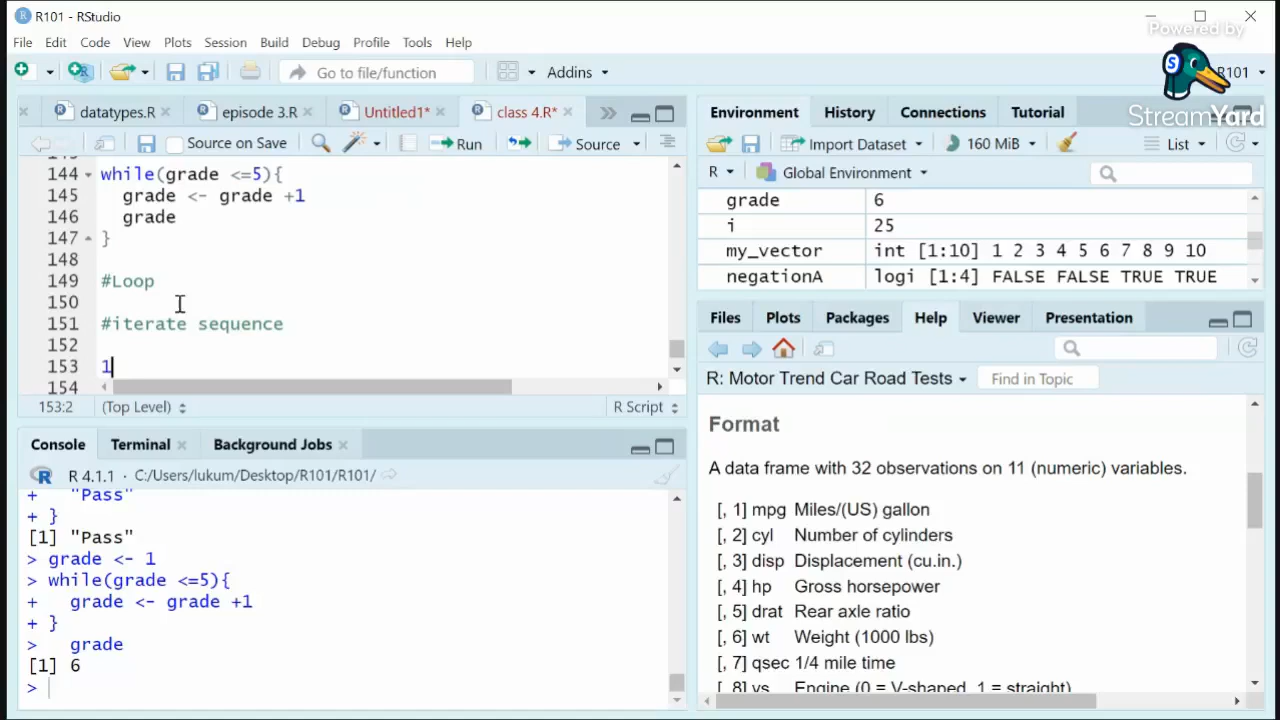 R101 - RStudio
Powered by
File Edit Code View Plots Session Build Debug Profile Tools Help
Go to file/function Addins R101
S StreamYard
datatypes.R episode 3.R Untitled1* class 4.R*
Source on Save Run Source
144 while(grade <=5){
145 grade <- grade +1
146 grade
147 }
148
149 #Loop
150
151 #iterate sequence
152
153 1
154
153:2 (Top Level) R Script
Console Terminal Background Jobs
R 4.1.1 · C:/Users/lukum/Desktop/R101/R101/
+ "Pass"
+ }
[1] "Pass"
> grade <- 1
> while(grade <=5){
+ grade <- grade +1
+ }
> grade
[1] 6
>
Environment History Connections Tutorial
Import Dataset 160 MiB List
R Global Environment
grade 6
i 25
my_vector int [1:10] 1 2 3 4 5 6 7 8 9 10
negationA logi [1:4] FALSE FALSE TRUE TRUE
Files Plots Packages Help Viewer Presentation
R: Motor Trend Car Road Tests Find in Topic
Format
A data frame with 32 observations on 11 (numeric) variables.
[, 1] mpg Miles/(US) gallon
[, 2] cyl Number of cylinders
[, 3] disp Displacement (cu.in.)
[, 4] hp Gross horsepower
[, 5] drat Rear axle ratio
[, 6] wt Weight (1000 lbs)
[, 7] qsec 1/4 mile time
[, 8] vs Engine (0 = V-shaped, 1 = straight)